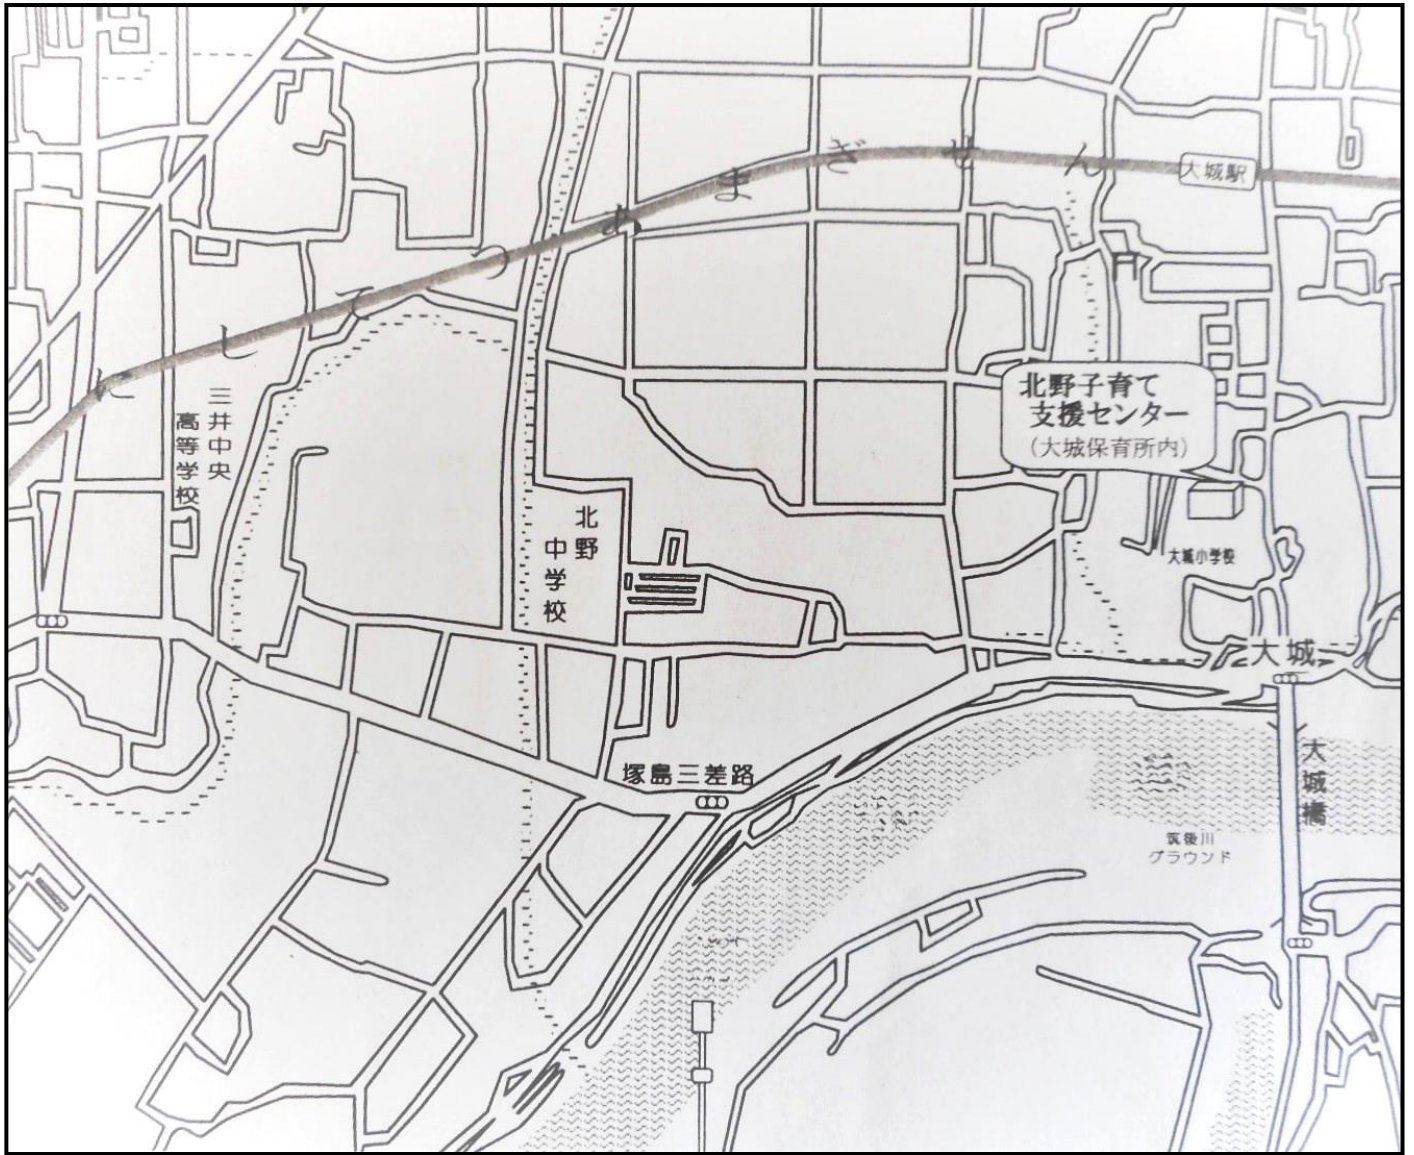 にしてつあまぎせん
大城駅
三井中央
高等学校
北野子育て
支援センター
(大城保育所内)
北野
中学校
大城小学校
大城
塚島三差路
大城橋
筑後川
グラウンド